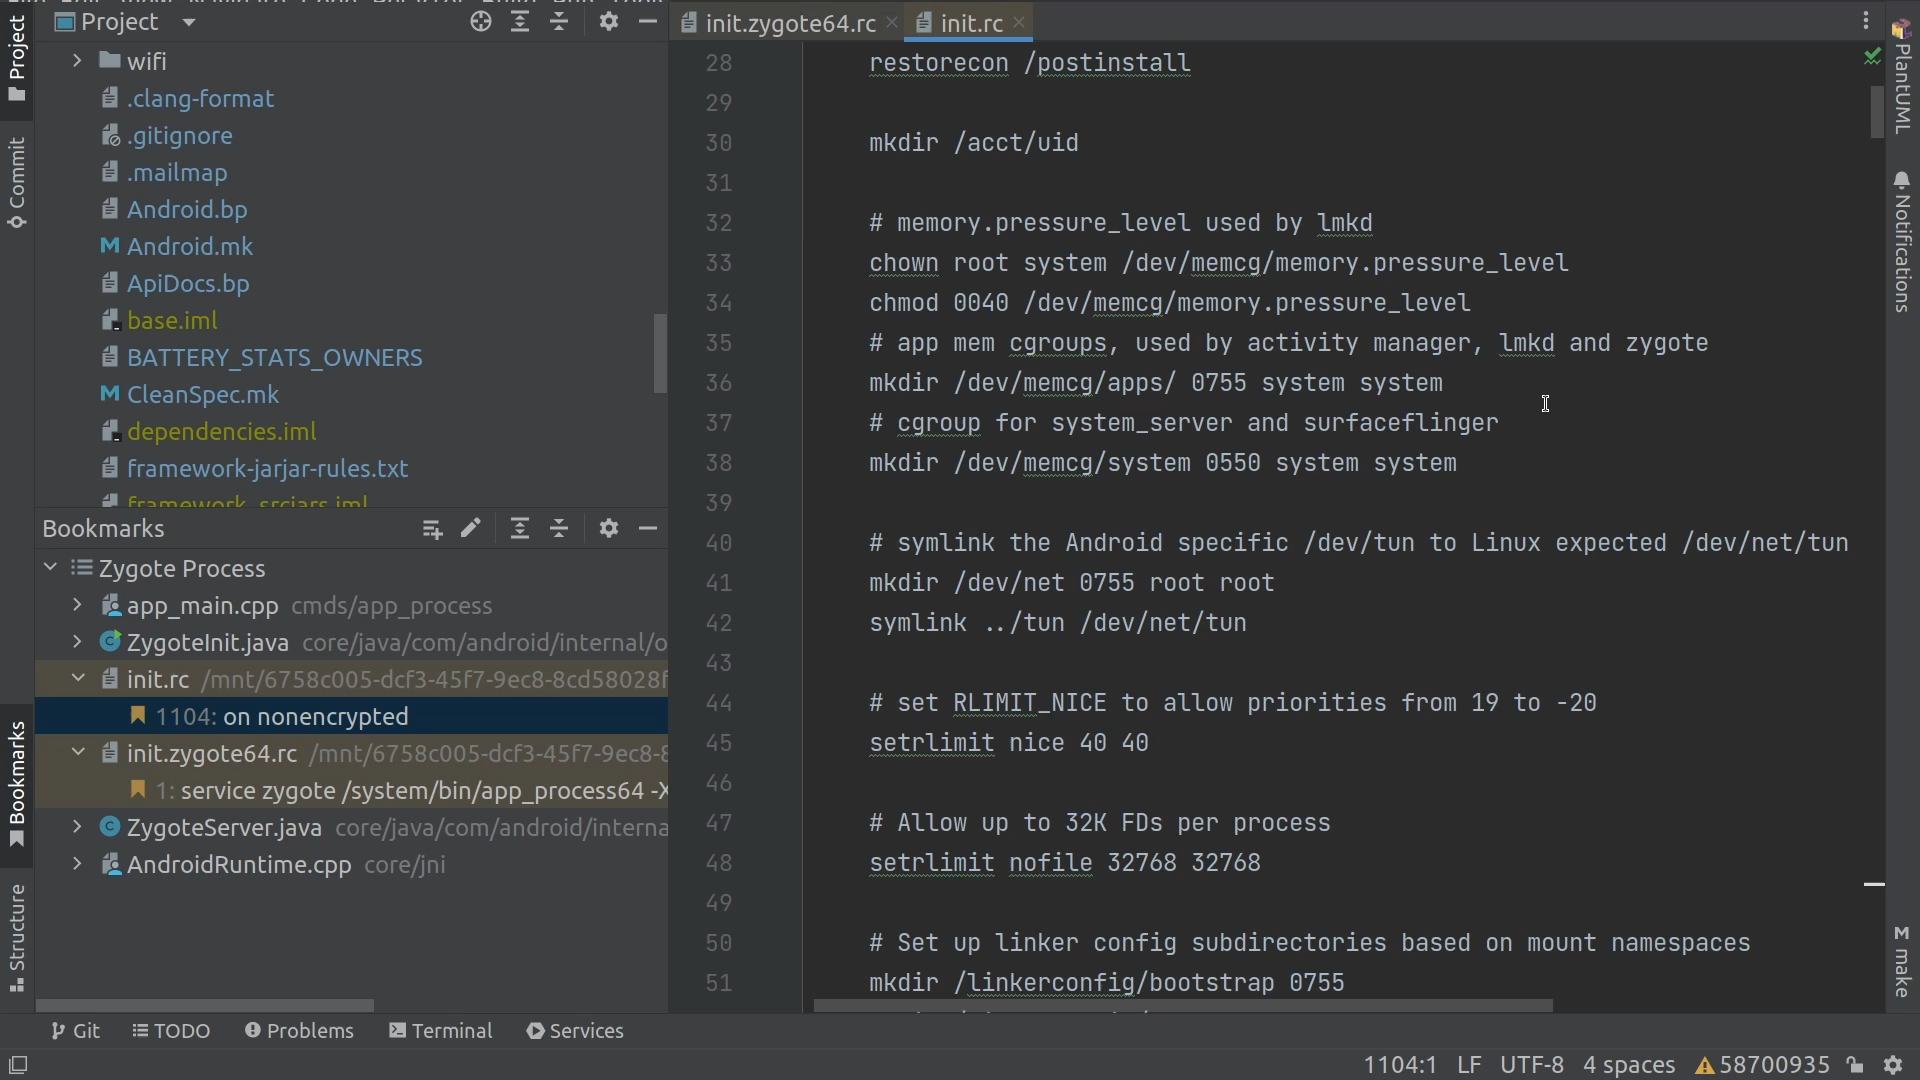 Project
wifi
.clang-format
.gitignore
.mailmap
Android.bp
Android.mk
ApiDocs.bp
base.iml
BATTERY_STATS_OWNERS
CleanSpec.mk
dependencies.iml
framework-jarjar-rules.txt
framework_srcjars.iml
Bookmarks
Zygote Process
app_main.cpp cmds/app_process
ZygoteInit.java core/java/com/android/internal/o
init.rc /mnt/6758c005-dcf3-45f7-9ec8-8cd58028f
1104: on nonencrypted
init.zygote64.rc /mnt/6758c005-dcf3-45f7-9ec8-8
1: service zygote /system/bin/app_process64 -X
ZygoteServer.java core/java/com/android/interna
AndroidRuntime.cpp core/jni
Project
Commit
Bookmarks
Structure
init.zygote64.rc
init.rc
28 restorecon /postinstall
29
30 mkdir /acct/uid
31
32 # memory.pressure_level used by lmkd
33 chown root system /dev/memcg/memory.pressure_level
34 chmod 0040 /dev/memcg/memory.pressure_level
35 # app mem cgroups, used by activity manager, lmkd and zygote
36 mkdir /dev/memcg/apps/ 0755 system system
37 # cgroup for system_server and surfaceflinger
38 mkdir /dev/memcg/system 0550 system system
39
40 # symlink the Android specific /dev/tun to Linux expected /dev/net/tun
41 mkdir /dev/net 0755 root root
42 symlink ../tun /dev/net/tun
43
44 # set RLIMIT_NICE to allow priorities from 19 to -20
45 setrlimit nice 40 40
46
47 # Allow up to 32K FDs per process
48 setrlimit nofile 32768 32768
49
50 # Set up linker config subdirectories based on mount namespaces
51 mkdir /linkerconfig/bootstrap 0755
PlantUML
Notifications
M make
Git TODO Problems Terminal Services
1104:1 LF UTF-8 4 spaces 58700935